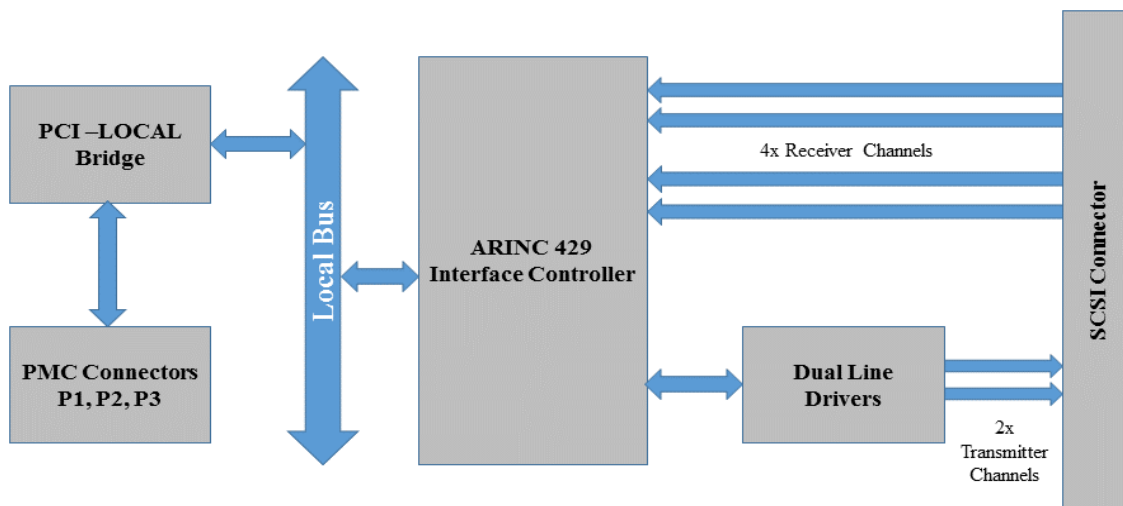 PCI –LOCAL
Bridge
PMC Connectors
P1, P2, P3
Local Bus
ARINC 429
Interface Controller
4x Receiver Channels
Dual Line
Drivers
2x
Transmitter
Channels
SCSI Connector